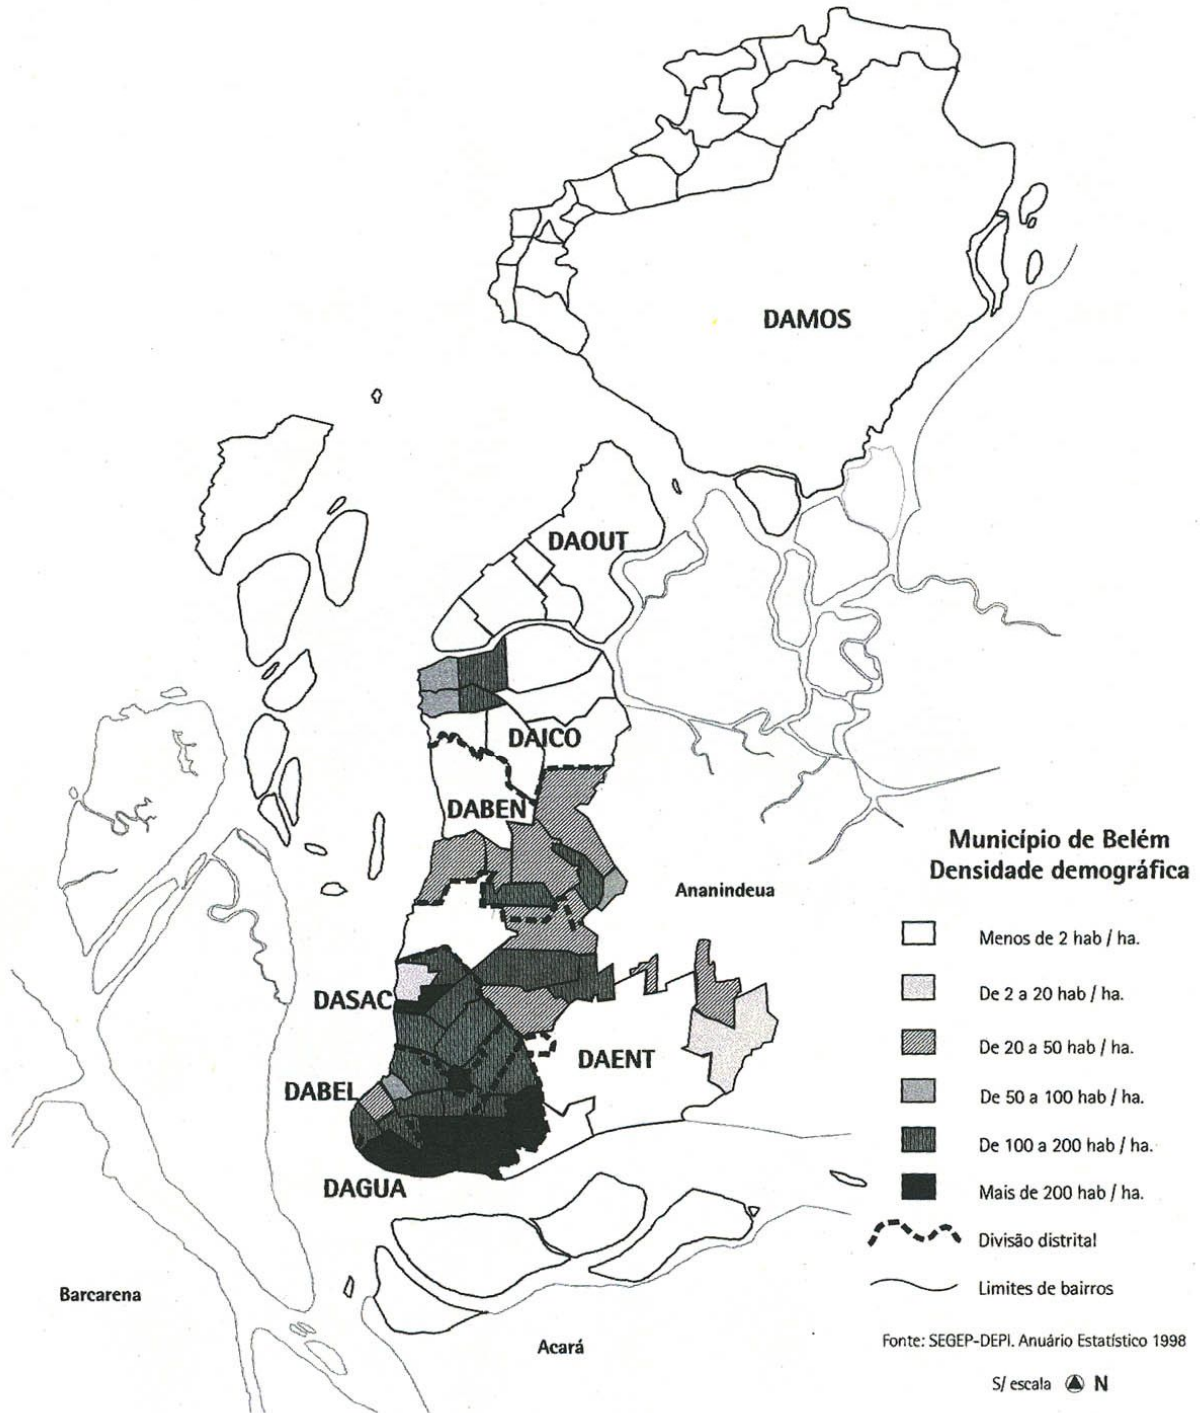 DAMOS
DAOUT
DAICO
DABEN
Município de Belém
Densidade demográfica
Ananindeua
Menos de 2 hab / ha.
De 2 a 20 hab / ha.
DASAC
De 20 a 50 hab / ha.
DAENT
DABEL
De 50 a 100 hab / ha.
De 100 a 200 hab / ha.
DAGUA
Mais de 200 hab / ha.
Divisão distrital
Limites de bairros
Barcarena
Acará
Fonte: SEGEP-DEPI. Anuário Estatístico 1998
S/ escala N